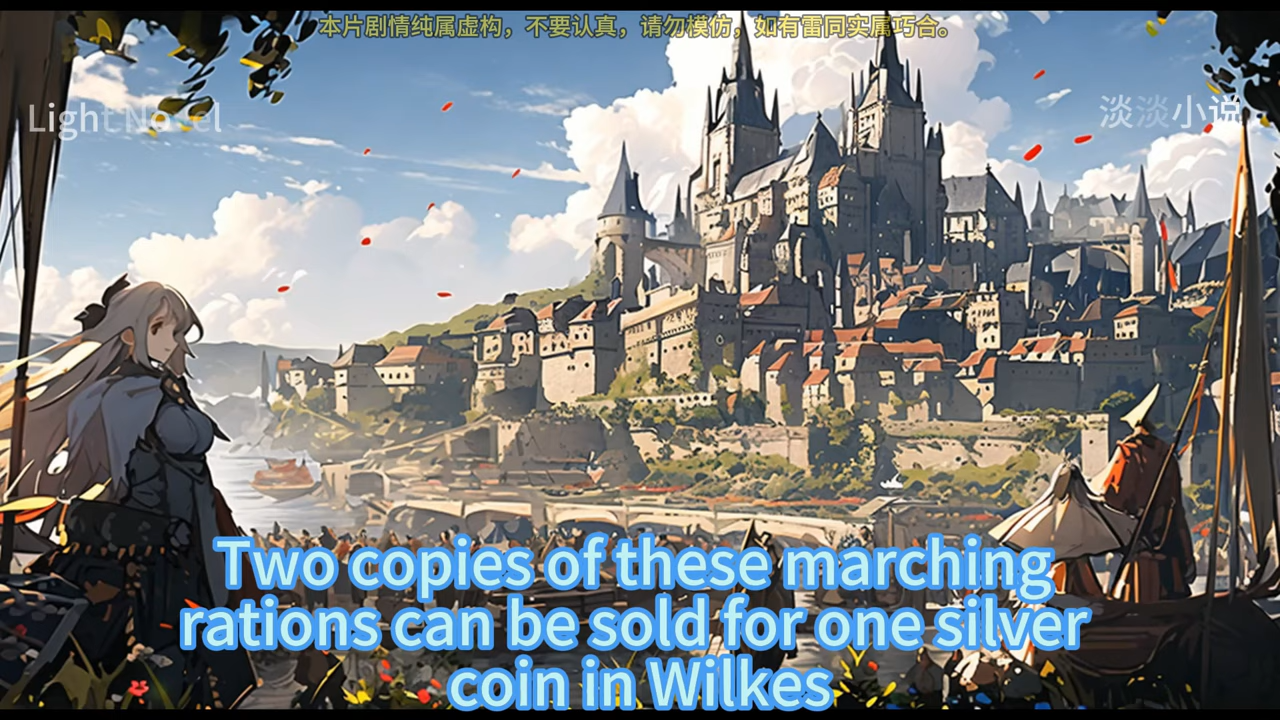 本片剧情纯属虚构，不要认真，请勿模仿，如有雷同实属巧合。
Light Novel
淡淡小说
Two copies of these marching
rations can be sold for one silver
coin in Wilkes